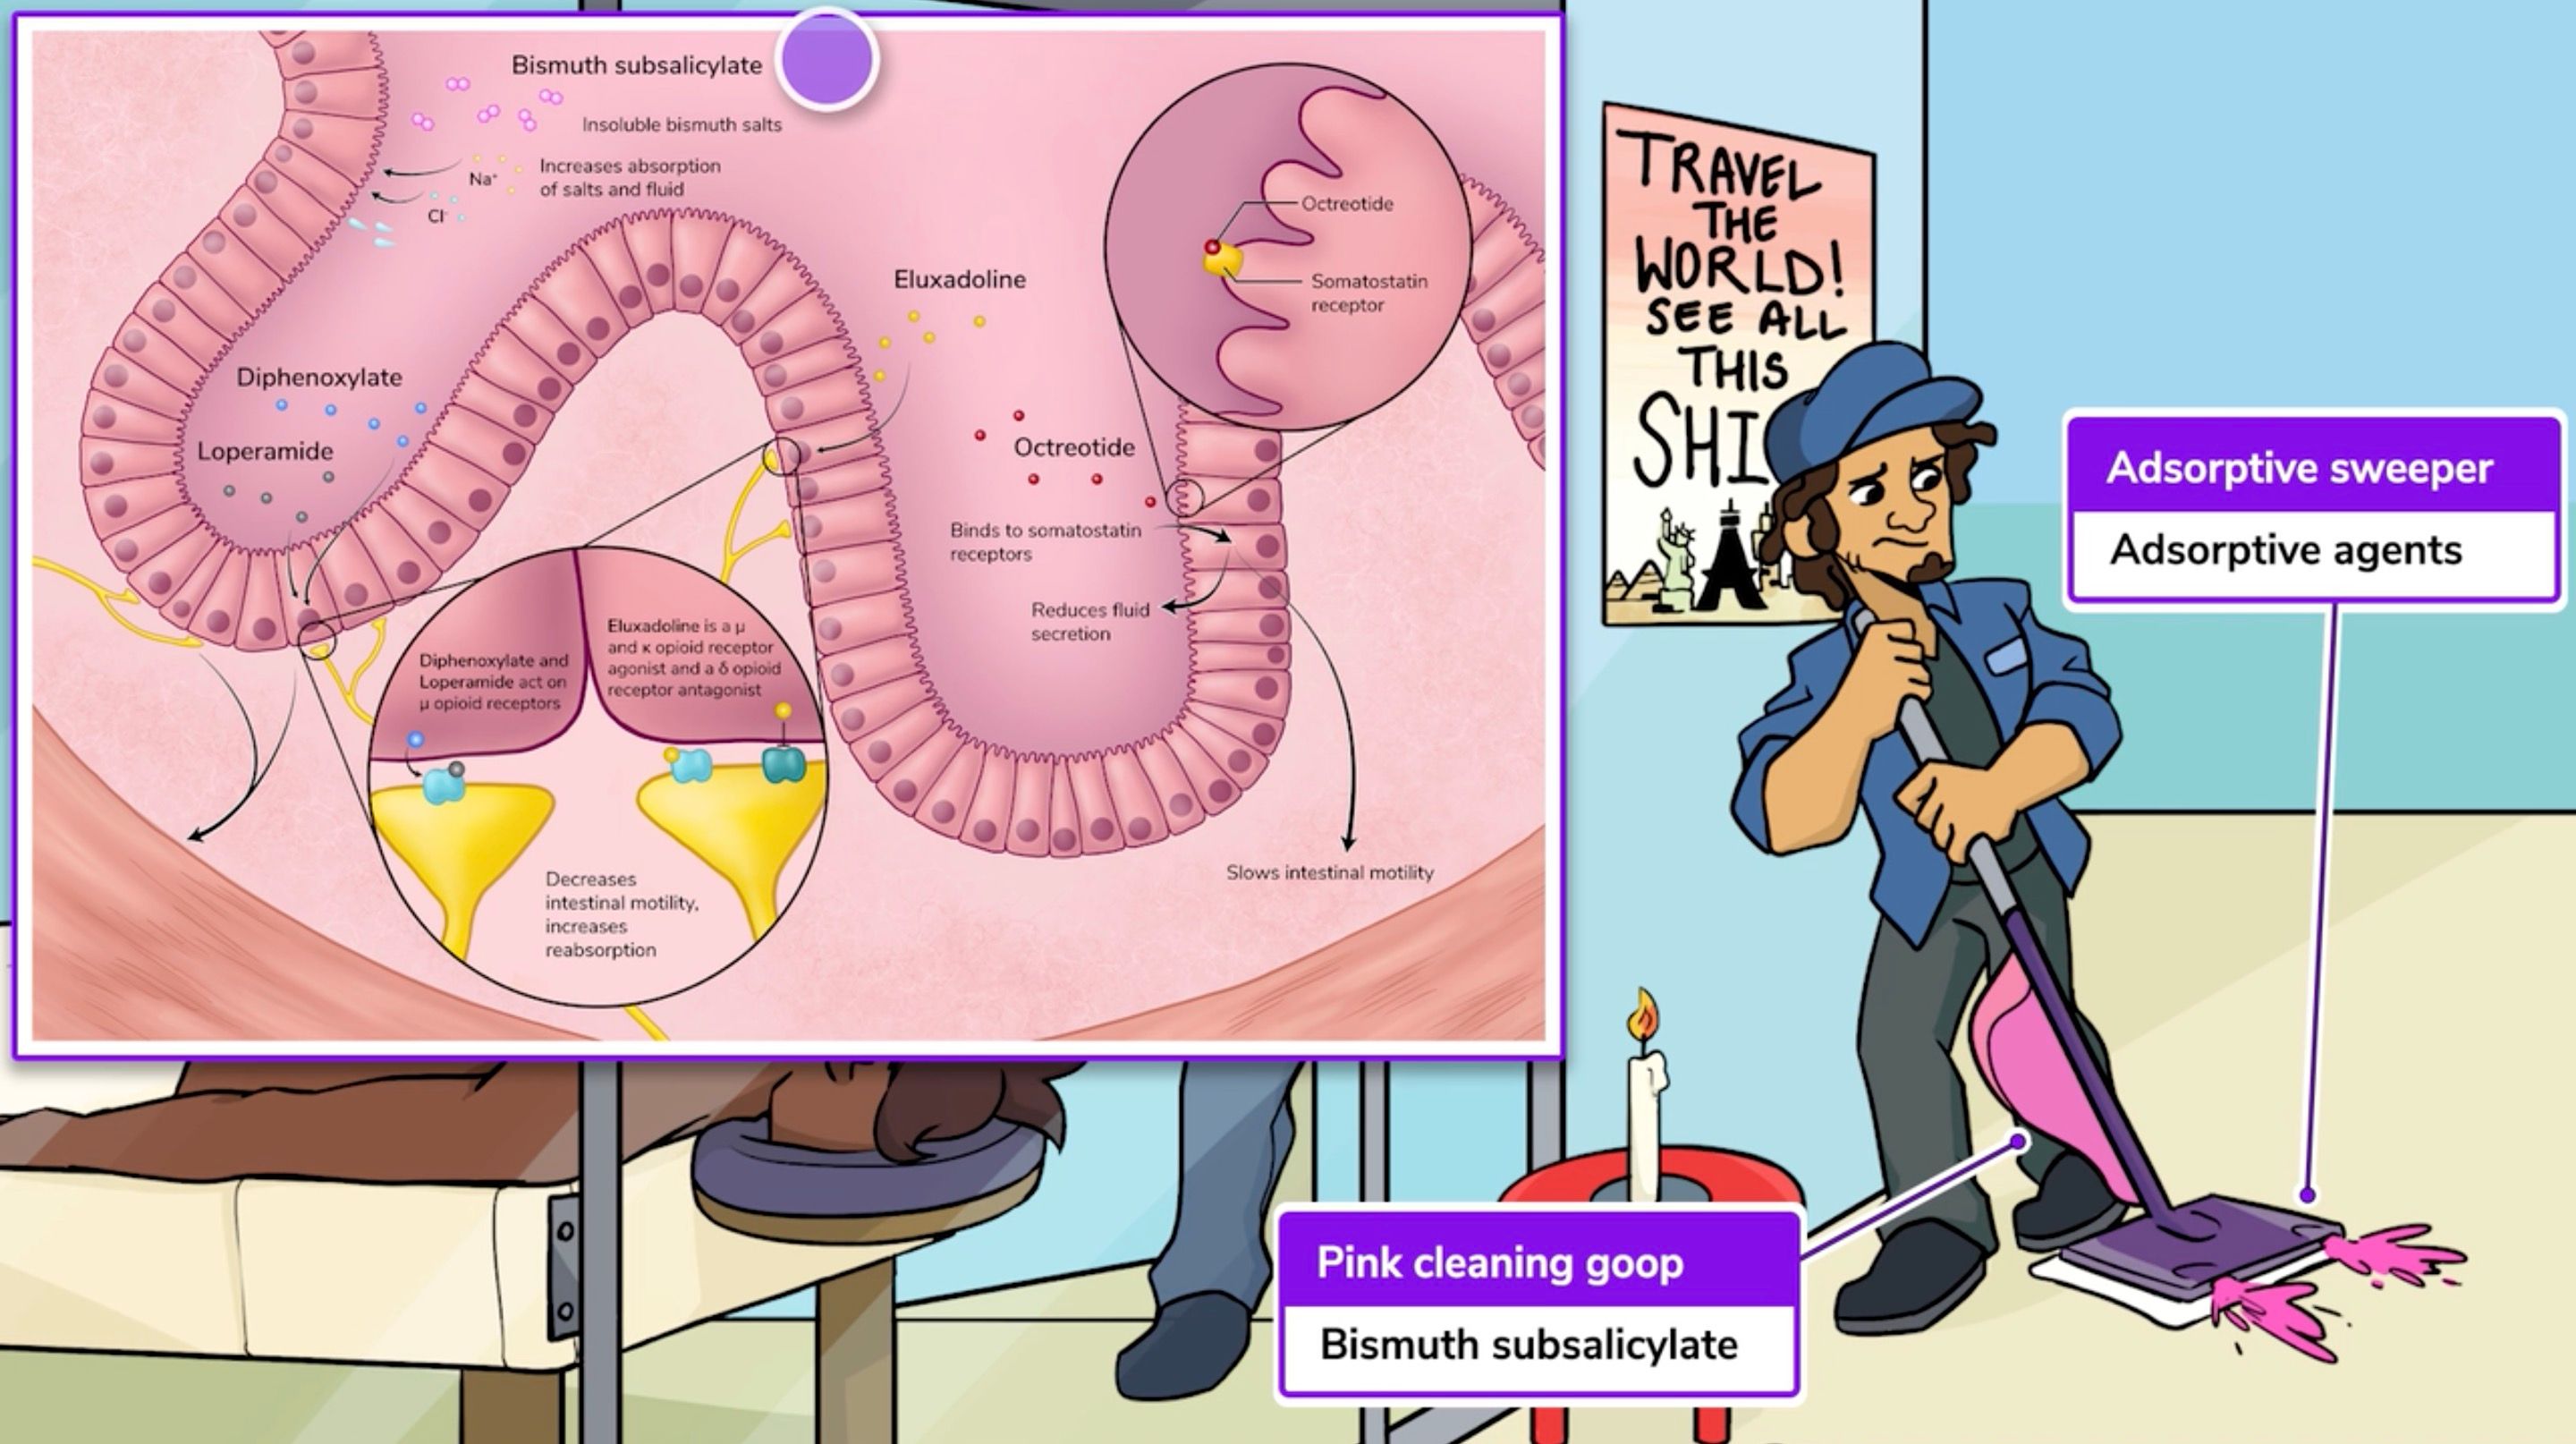 Bismuth subsalicylate
Insoluble bismuth salts
Increases absorption
of salts and fluid
Na⁺
Cl⁻
Diphenoxylate
Loperamide
Eluxadoline
Octreotide
Somatostatin
receptor
Octreotide
Binds to somatostatin
receptors
Reduces fluid
secretion
Slows intestinal motility
Diphenoxylate and
Loperamide act on
μ opioid receptors
Eluxadoline is a μ
and κ opioid receptor
agonist and a δ opioid
receptor antagonist
Decreases
intestinal motility,
increases
reabsorption
TRAVEL
THE
WORLD!
SEE ALL
THIS
SHI
Adsorptive sweeper
Adsorptive agents
Pink cleaning goop
Bismuth subsalicylate